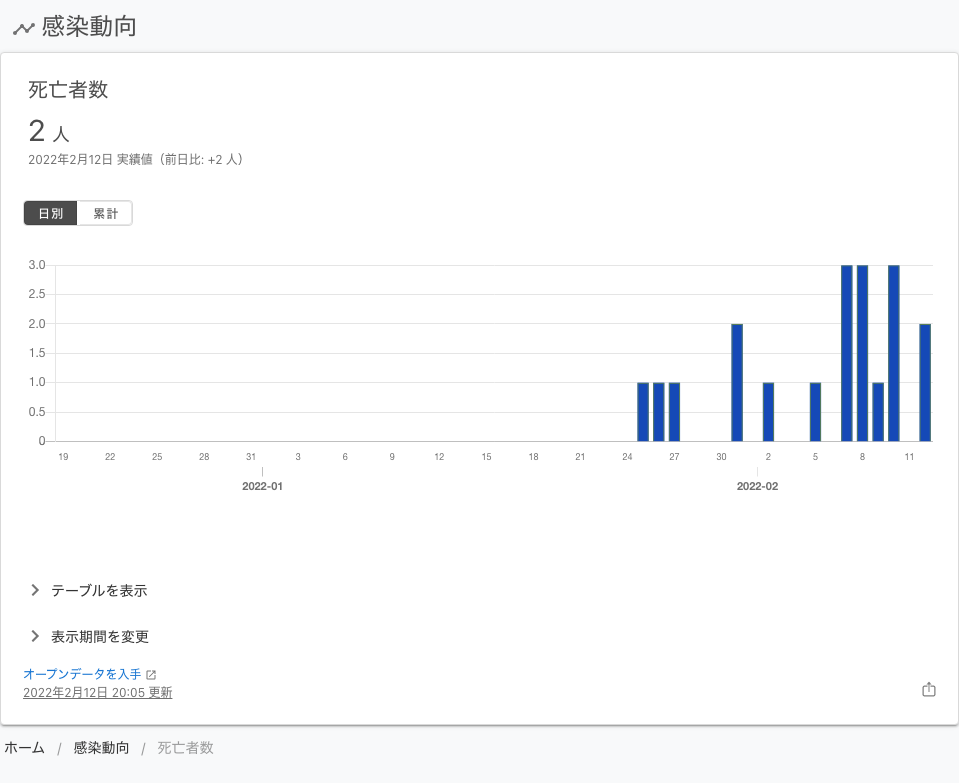 感染動向
死亡者数
2 人
2022年2月12日 実績値（前日比: +2 人）
日別 累計
3.0
2.5
2.0
1.5
1.0
0.5
0
19 22 25 28 31 3 6 9 12 15 18 21 24 27 30 2 5 8 11
2022-01 2022-02
テーブルを表示
表示期間を変更
オープンデータを入手
2022年2月12日 20:05 更新
ホーム / 感染動向 / 死亡者数